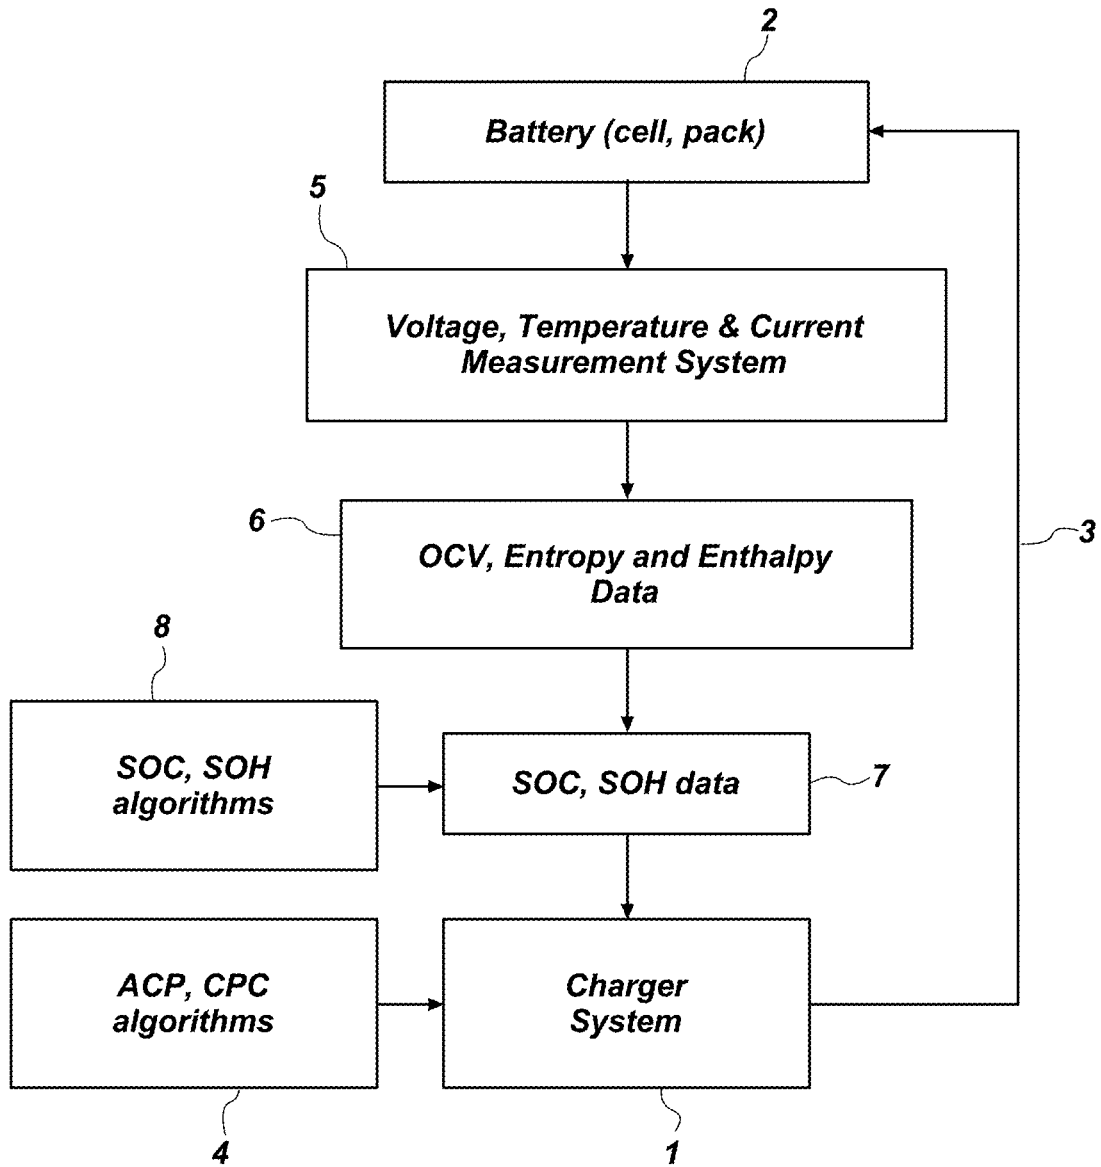 2
Battery (cell, pack)
5
Voltage, Temperature & Current
Measurement System
6
OCV, Entropy and Enthalpy
Data
3
8
SOC, SOH
algorithms
SOC, SOH data
7
ACP, CPC
algorithms
Charger
System
4
1